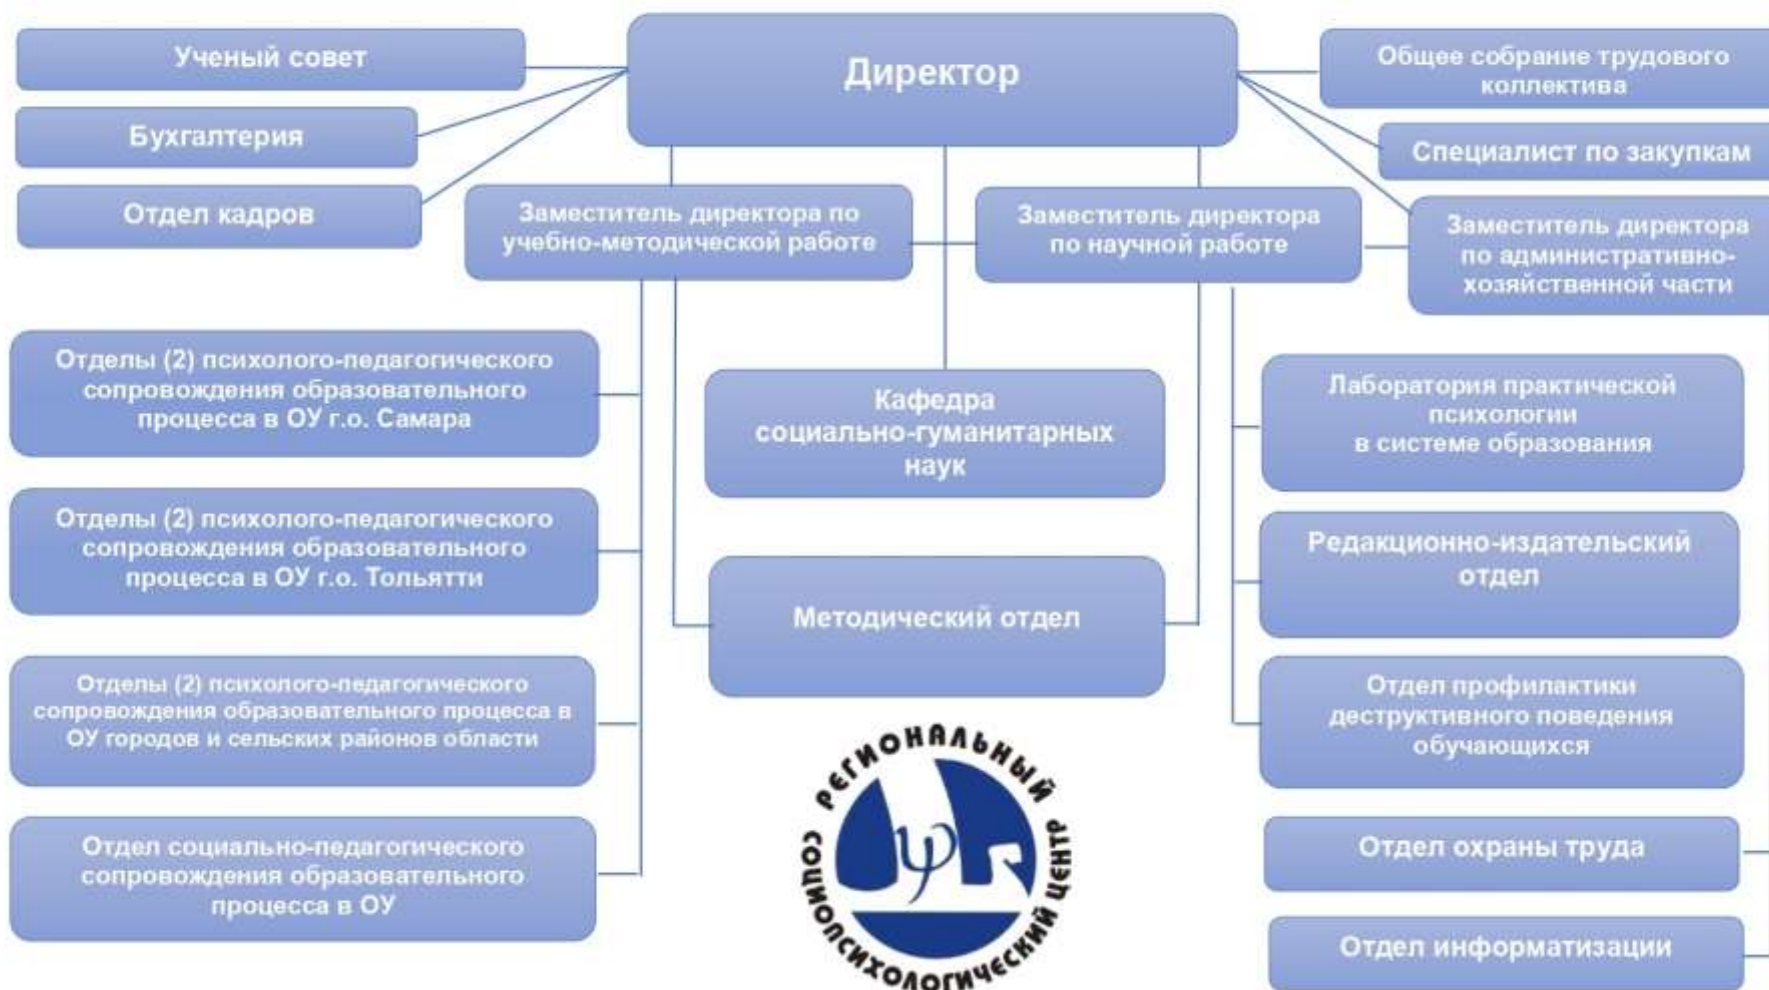 Ученый совет
Бухгалтерия
Отдел кадров
Директор
Общее собрание трудового
коллектива
Специалист по закупкам
Заместитель директора
по административно-
хозяйственной части
Заместитель директора по
учебно-методической работе
Заместитель директора
по научной работе
Отделы (2) психолого-педагогического
сопровождения образовательного
процесса в ОУ г.о. Самара
Отделы (2) психолого-педагогического
сопровождения образовательного
процесса в ОУ г.о. Тольятти
Отделы (2) психолого-педагогического
сопровождения образовательного процесса в
ОУ городов и сельских районов области
Отдел социально-педагогического
сопровождения образовательного
процесса в ОУ
Кафедра
социально-гуманитарных
наук
Методический отдел
Лаборатория практической
психологии
в системе образования
Редакционно-издательский
отдел
Отдел профилактики
деструктивного поведения
обучающихся
Отдел охраны труда
Отдел информатизации
РЕГИОНАЛЬНЫЙ
СОЦИОПСИХОЛОГИЧЕСКИЙ ЦЕНТР